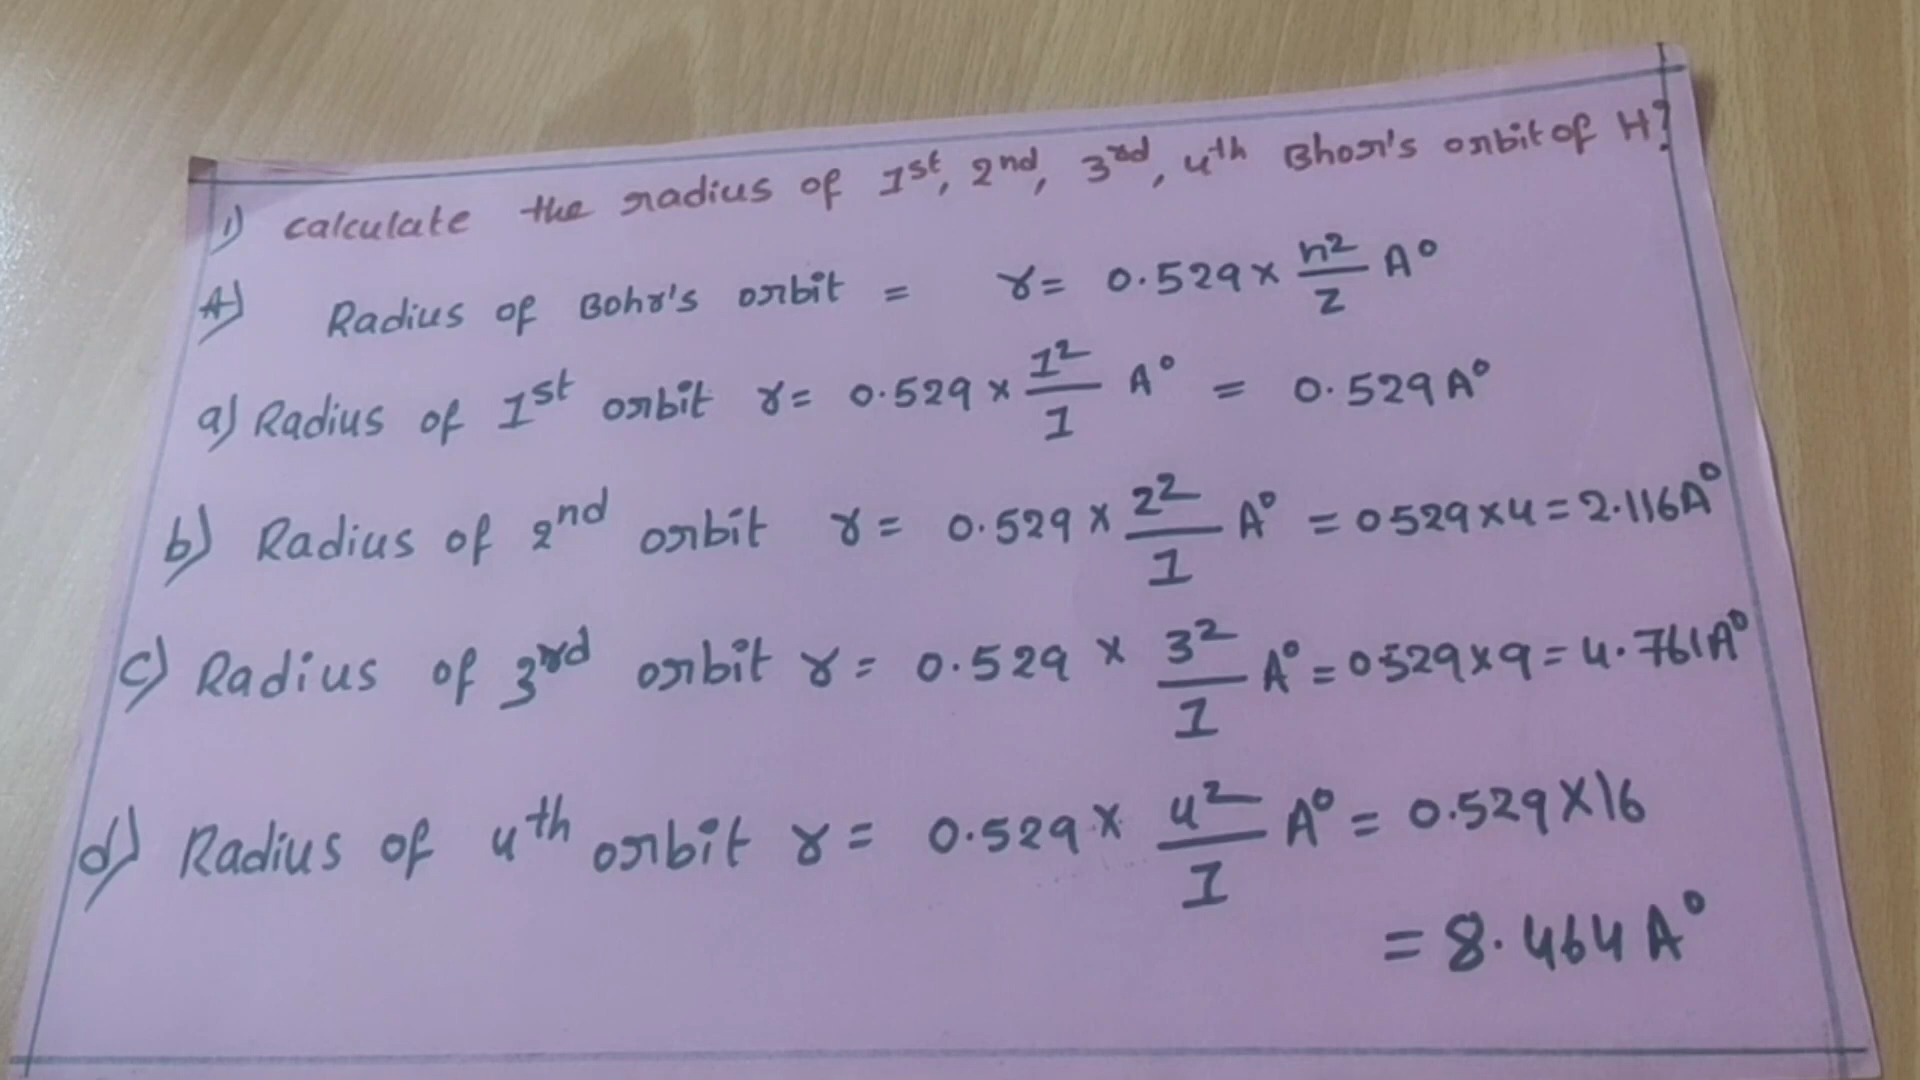 1) calculate the radius of 1st, 2nd, 3rd, 4th Bhor's orbit of H?
A) Radius of Bohr's orbit = r = 0.529 x n²/Z A°
a) Radius of 1st orbit r = 0.529 x 1²/1 A° = 0.529 A°
b) Radius of 2nd orbit r = 0.529 x 2²/1 A° = 0529 x 4 = 2.116A°
c) Radius of 3rd orbit r = 0.529 x 3²/1 A° = 0.529 x 9 = 4.761A°
d) Radius of 4th orbit r = 0.529 x 4²/1 A° = 0.529 X 16
= 8.464 A°